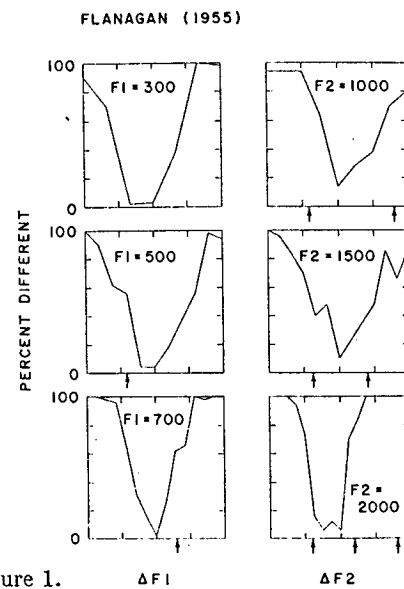 FLANAGAN (1955)
PERCENT DIFFERENT
100
0
F1=300
F2=1000
100
0
F1=500
F2=1500
100
0
F1=700
F2=
2000
ure 1.
ΔF1
ΔF2